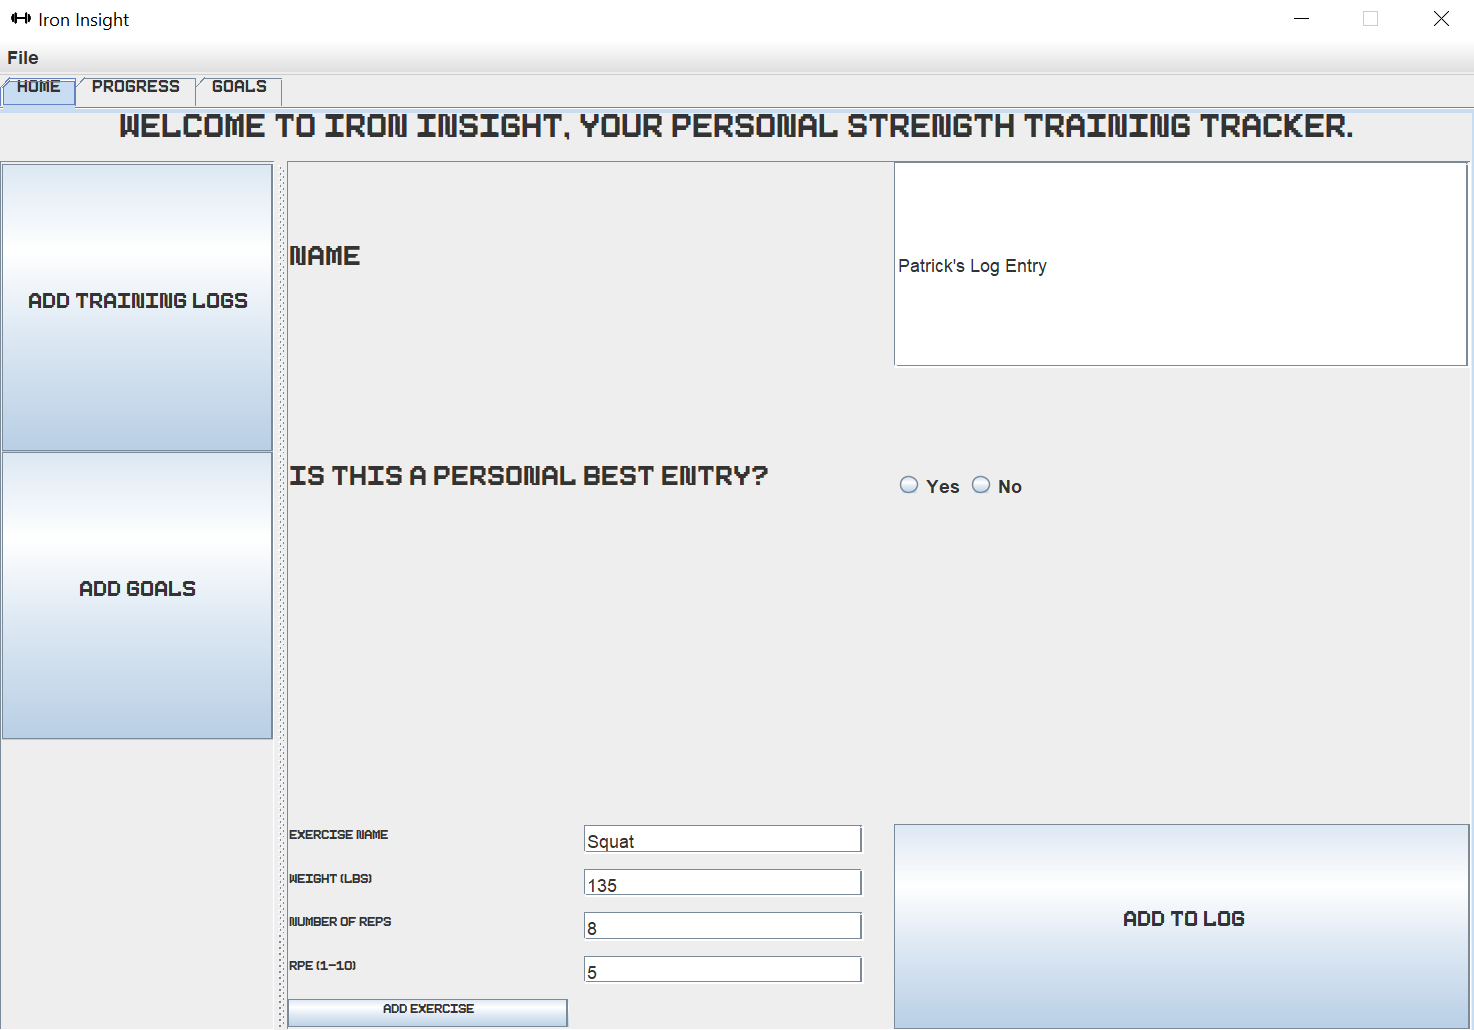 Iron Insight
File
HOME PROGRESS GOALS
WELCOME TO IRON INSIGHT, YOUR PERSONAL STRENGTH TRAINING TRACKER.
ADD TRAINING LOGS
ADD GOALS
NAME
Patrick's Log Entry
IS THIS A PERSONAL BEST ENTRY?
Yes No
EXERCISE NAME
Squat
WEIGHT (LBS)
135
NUMBER OF REPS
8
RPE (1-10)
5
ADD EXERCISE
ADD TO LOG